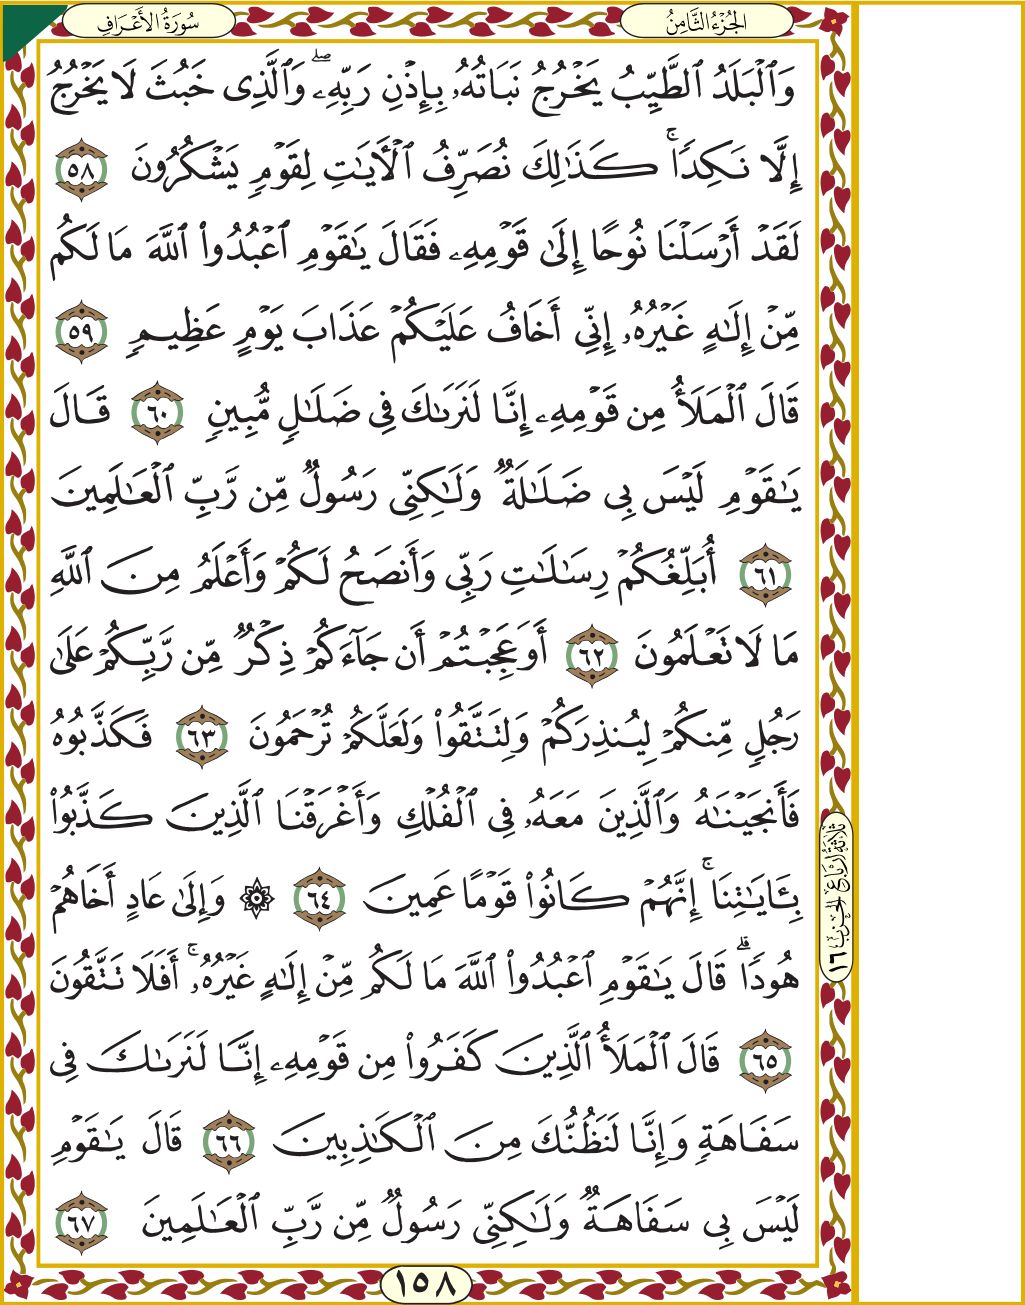 الجُزْءُ الثَّامِنُ
سُورَةُ الأَعْرَافِ
وَٱلْبَلَدُ ٱلطَّيِّبُ يَخْرُجُ نَبَاتُهُۥ بِإِذْنِ رَبِّهِۦۖ وَٱلَّذِى خَبُثَ لَا يَخْرُجُ
إِلَّا نَكِدًاۚ كَذَٰلِكَ نُصَرِّفُ ٱلْأَيَـٰتِ لِقَوْمٍ يَشْكُرُونَ ٥٨
لَقَدْ أَرْسَلْنَا نُوحًا إِلَىٰ قَوْمِهِۦ فَقَالَ يَـٰقَوْمِ ٱعْبُدُوا۟ ٱللَّهَ مَا لَكُم
مِّنْ إِلَـٰهٍ غَيْرُهُۥ إِنِّى أَخَافُ عَلَيْكُمْ عَذَابَ يَوْمٍ عَظِيمٍ ٥٩
قَالَ ٱلْمَلَأُ مِن قَوْمِهِۦ إِنَّا لَنَرَىٰكَ فِى ضَلَـٰلٍ مُّبِينٍ ٦٠ قَالَ
يَـٰقَوْمِ لَيْسَ بِى ضَلَـٰلَةٌ وَلَـٰكِنِّى رَسُولٌ مِّن رَّبِّ ٱلْعَـٰلَمِينَ
٦١ أُبَلِّغُكُمْ رِسَـٰلَـٰتِ رَبِّى وَأَنصَحُ لَكُمْ وَأَعْلَمُ مِنَ ٱللَّهِ
مَا لَا تَعْلَمُونَ ٦٢ أَوَعَجِبْتُمْ أَن جَآءَكُمْ ذِكْرٌ مِّن رَّبِّكُمْ عَلَىٰ
رَجُلٍ مِّنكُمْ لِيُنذِرَكُمْ وَلِتَتَّقُوا۟ وَلَعَلَّكُمْ تُرْحَمُونَ ٦٣ فَكَذَّبُوهُ
فَأَنجَيْنَـٰهُ وَٱلَّذِينَ مَعَهُۥ فِى ٱلْفُلْكِ وَأَغْرَقْنَا ٱلَّذِينَ كَذَّبُوا۟
بِـَٔايَـٰتِنَاۚ إِنَّهُمْ كَانُوا۟ قَوْمًا عَمِينَ ٦٤ ۞ وَإِلَىٰ عَادٍ أَخَاهُمْ
هُودًاۗ قَالَ يَـٰقَوْمِ ٱعْبُدُوا۟ ٱللَّهَ مَا لَكُم مِّنْ إِلَـٰهٍ غَيْرُهُۥۚ أَفَلَا تَتَّقُونَ
٦٥ قَالَ ٱلْمَلَأُ ٱلَّذِينَ كَفَرُوا۟ مِن قَوْمِهِۦ إِنَّا لَنَرَىٰكَ فِى
سَفَاهَةٍ وَإِنَّا لَنَظُنُّكَ مِنَ ٱلْكَـٰذِبِينَ ٦٦ قَالَ يَـٰقَوْمِ
لَيْسَ بِى سَفَاهَةٌ وَلَـٰكِنِّى رَسُولٌ مِّن رَّبِّ ٱلْعَـٰلَمِينَ ٦٧
ثَلَاثَةُ أَرْبَاعِ الحِزْبِ ١٦
١٥٨